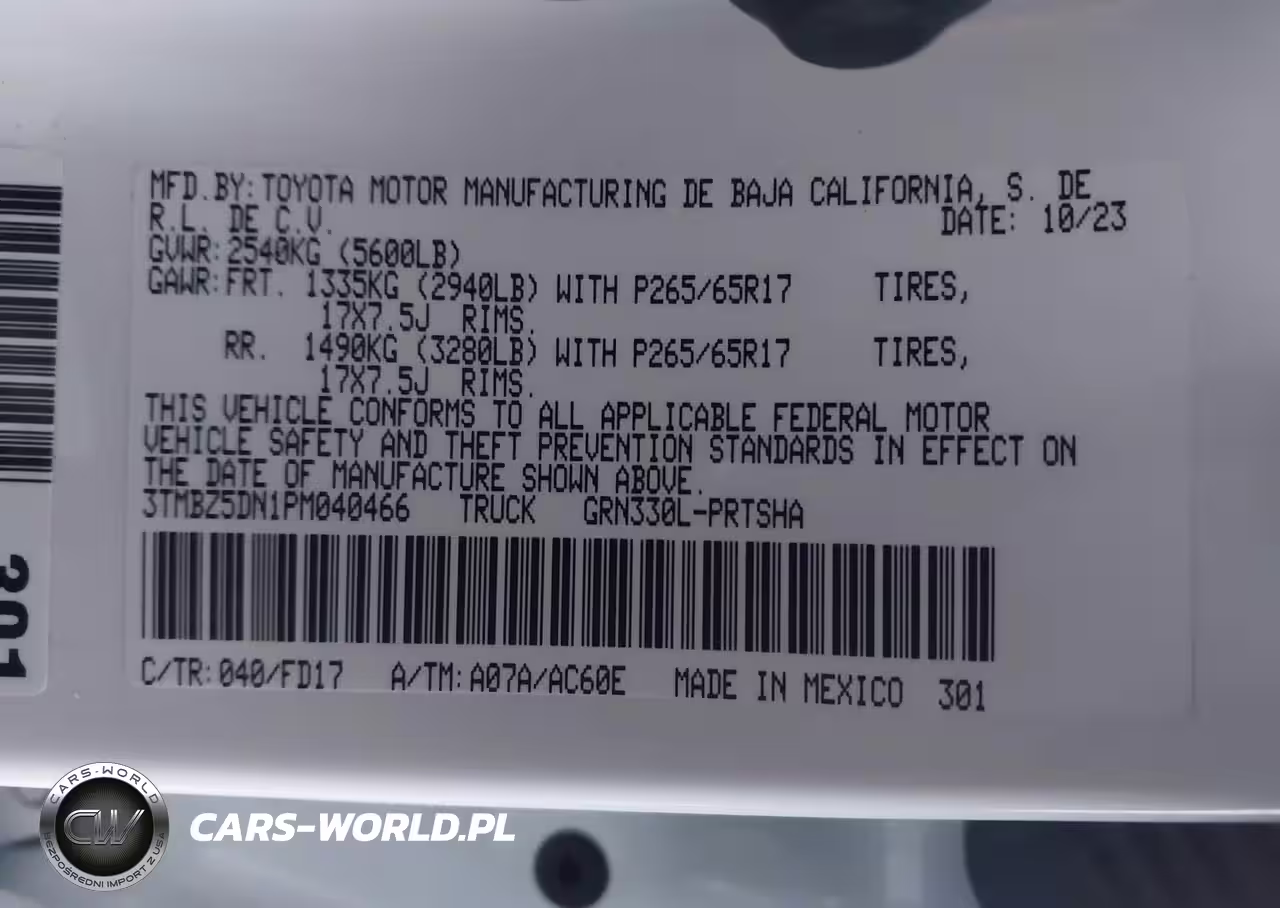 MFD.BY: TOYOTA MOTOR MANUFACTURING DE BAJA CALIFORNIA, S. DE
R.L. DE C.V. DATE: 10/23
GVWR: 2540KG (5600LB)
GAWR: FRT. 1335KG (2940LB) WITH P265/65R17 TIRES,
17X7.5J RIMS.
RR. 1490KG (3280LB) WITH P265/65R17 TIRES,
17X7.5J RIMS.
THIS VEHICLE CONFORMS TO ALL APPLICABLE FEDERAL MOTOR
VEHICLE SAFETY AND THEFT PREVENTION STANDARDS IN EFFECT ON
THE DATE OF MANUFACTURE SHOWN ABOVE.
3TMBZ5DN1PM040466 TRUCK GRN330L-PRTSHA
C/TR: 040/FD17 A/TM: A07A/AC60E MADE IN MEXICO 301
301
CARS-WORLD
CW
BEZPOŚREDNI IMPORT Z USA
CARS-WORLD.PL